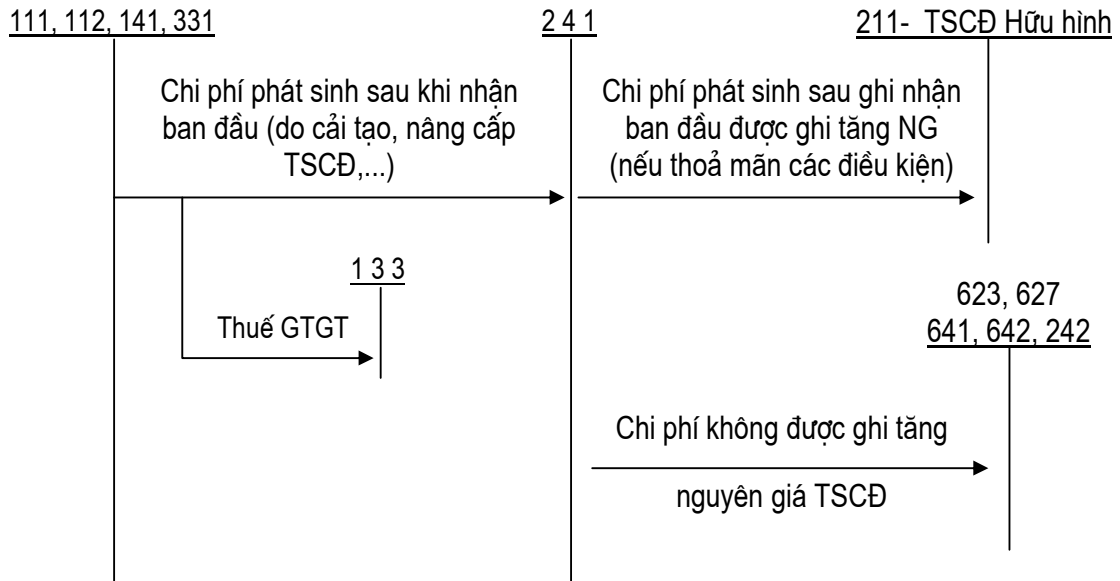 111, 112, 141, 331
2 4 1
211- TSCĐ Hữu hình
Chi phí phát sinh sau khi nhận
ban đầu (do cải tạo, nâng cấp
TSCĐ,...)
Chi phí phát sinh sau ghi nhận
ban đầu được ghi tăng NG
(nếu thoả mãn các điều kiện)
1 3 3
Thuế GTGT
623, 627
641, 642, 242
Chi phí không được ghi tăng
nguyên giá TSCĐ